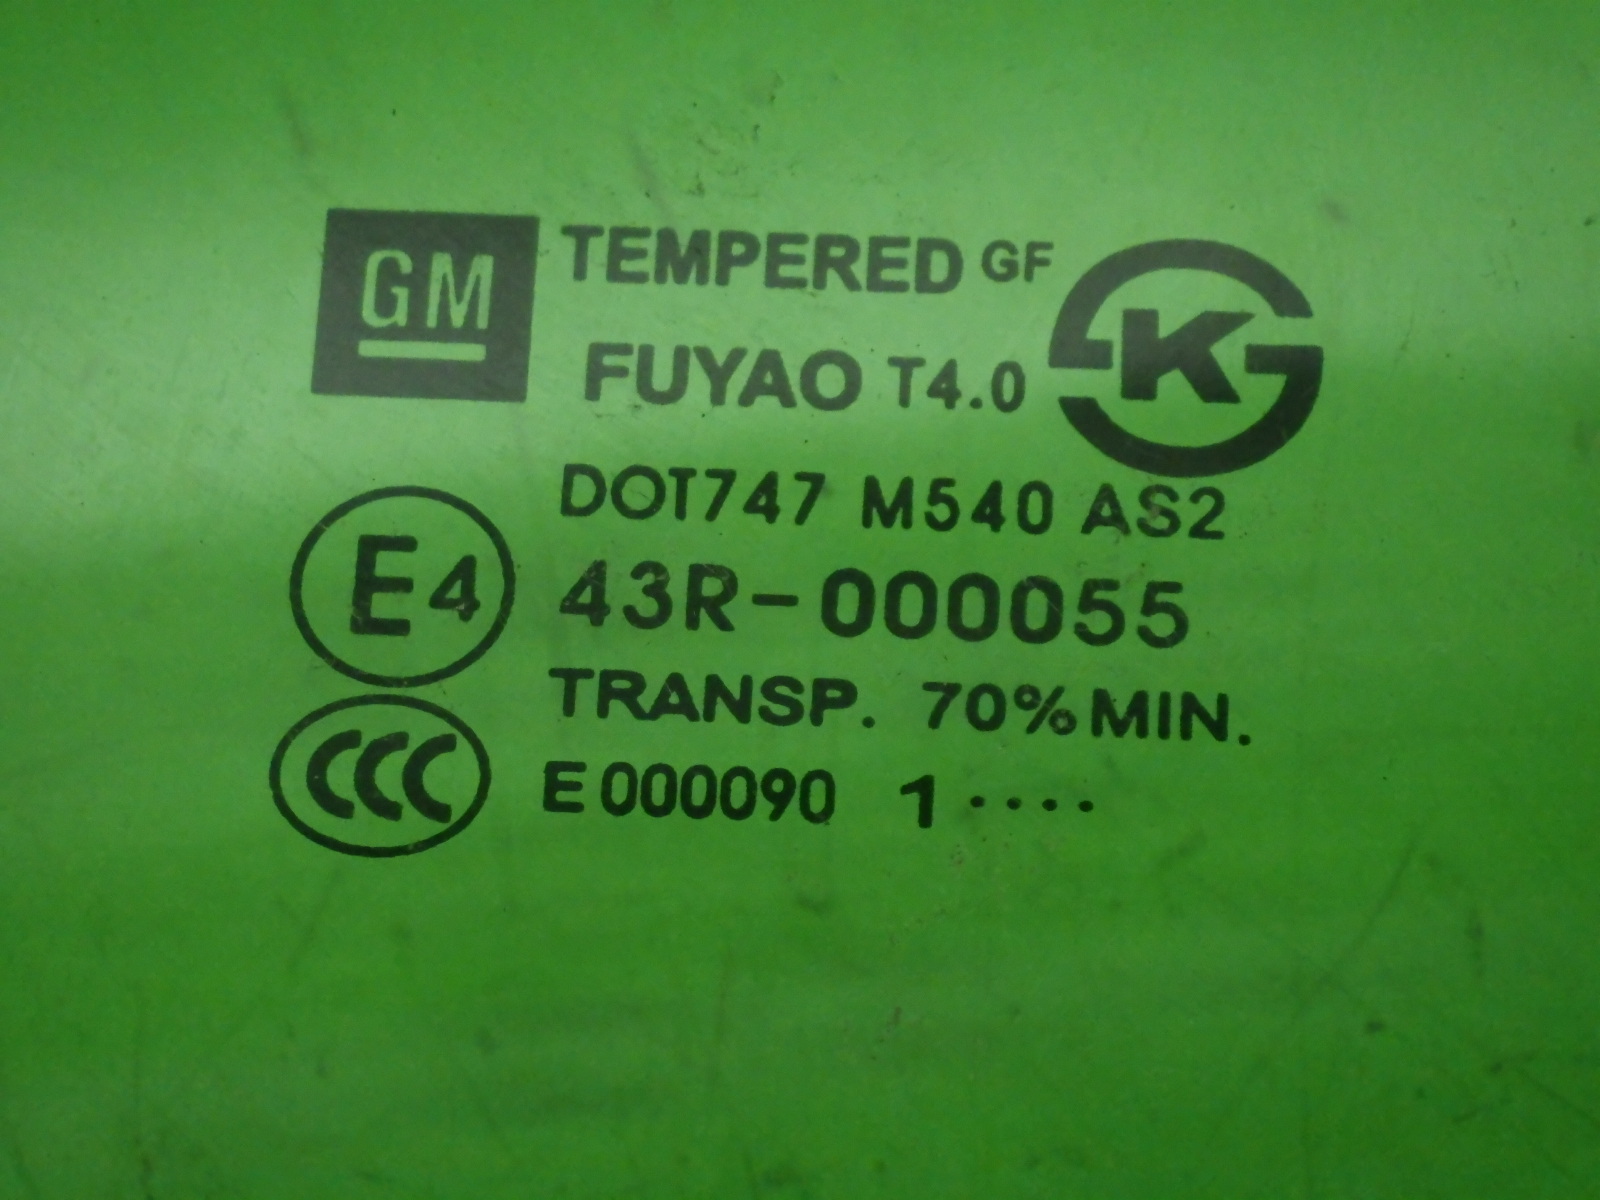 GM TEMPERED GF
FUYAO T4.0 K
DOT747 M540 AS2
E4 43R-000055
TRANSP. 70% MIN.
CCC E000090 1....